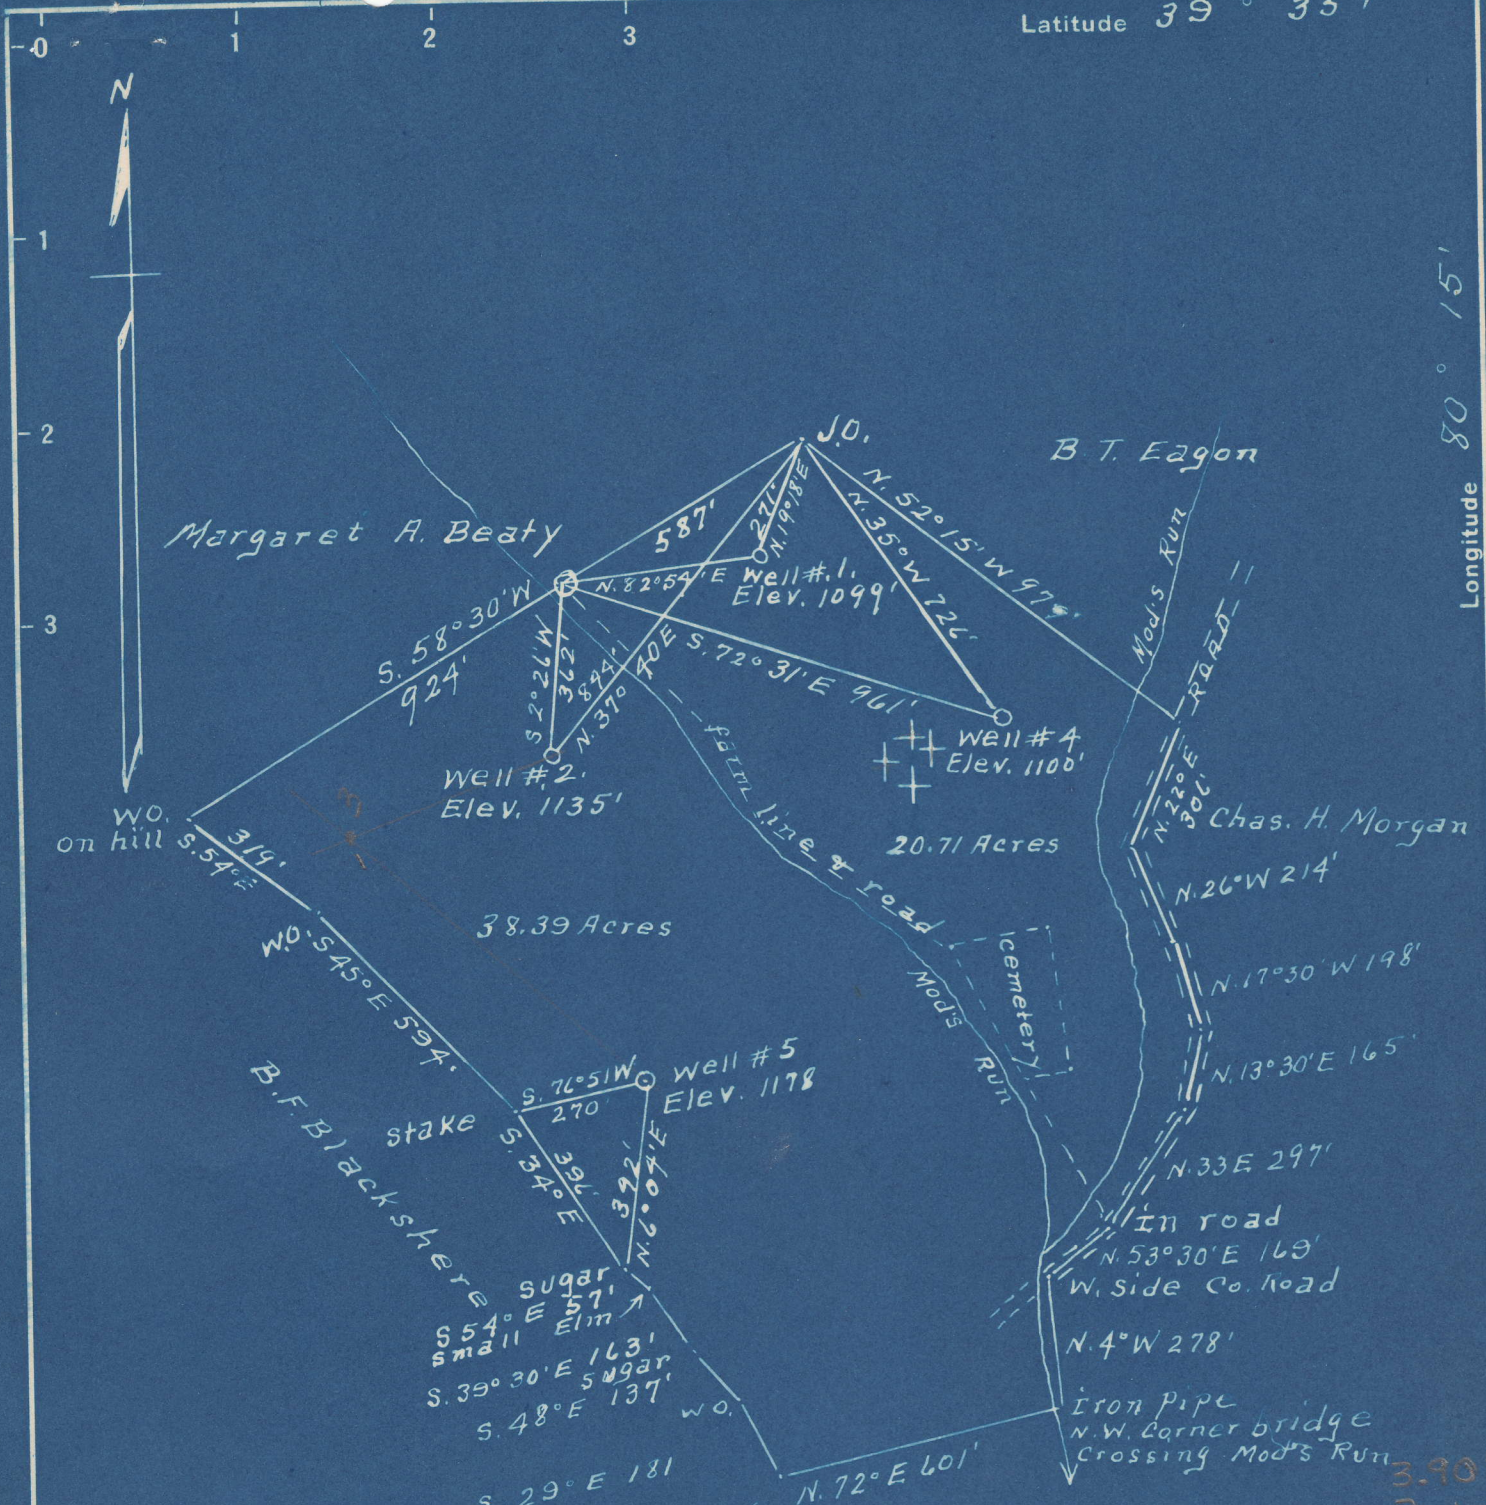 Latitude 39° 35'
0
1
2
3
N
1
2
3
Longitude 80° 15'
J.O.
B. T. Eagon
Margaret A. Beaty
587'
271'
N.19°18'E
N. 52°15' W
N.35°W 726'
Mod's Run
N.82°54'E
Well #.1.
Elev. 1099'
ROAD
S. 58°30'W
924'
S 2°26'W
362'
844'
N. 37° 40 E
S. 72°31'E 961'
Well # 4
Elev. 1100'
Well #.2.
Elev. 1135'
farm line & road
W.O.
on hill
319'
S.54°E
N.22°E
306'
Chas. H. Morgan
20.71 Acres
N.26°W 214'
38.39 Acres
W.O.
S 45°E 594'
Mod's Run
cemetery
N.17°30'W 198'
N.13°30'E 165'
B.F. Blackshere
Stake
S. 76°51W
270
Well #5
Elev. 1178
S. 34° E
396'
392'
N.6°04'E
N.33E 297'
In road
N.53°30'E 169'
W. Side Co. Road
Sugar
S 54° E 57'
small Elm
S. 39°30'E 163'
sugar
S. 48°E 137'
W O.
N.4°W 278'
Iron Pipe
N.W. Corner bridge
Crossing Mod's Run
N. 72°E 601'
S. 29°E 181
3.90